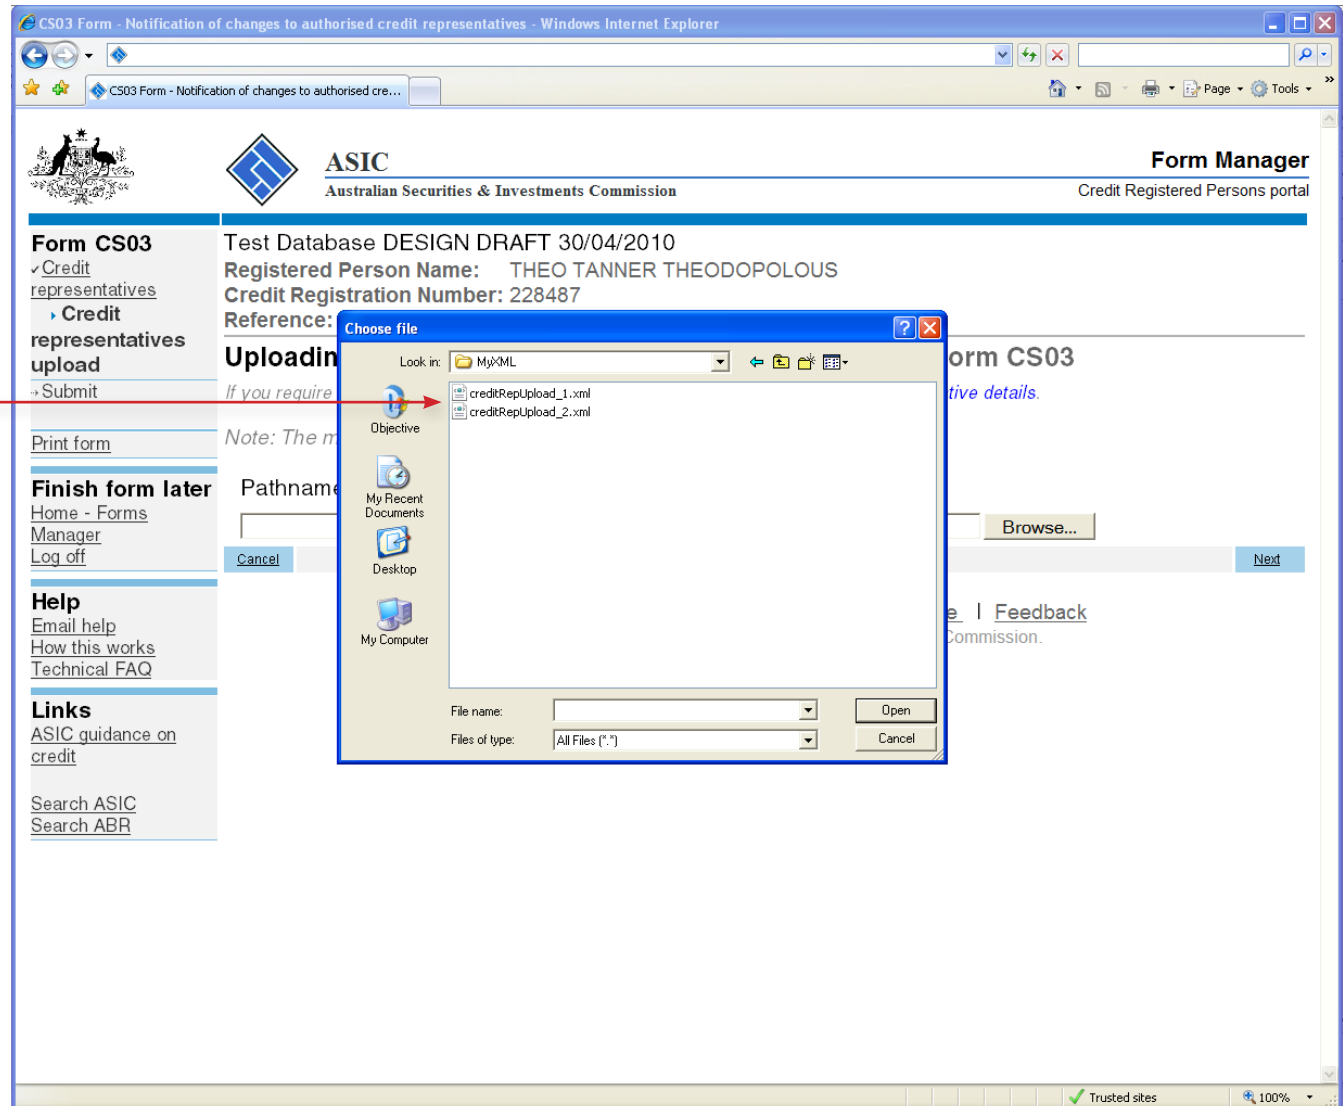 CS03 Form - Notification of changes to authorised credit representatives - Windows Internet Explorer
CS03 Form - Notification of changes to authorised cre...
Page
Tools
»
ASIC
Australian Securities & Investments Commission
Form Manager
Credit Registered Persons portal
Form CS03
Credit
representatives
Credit
representatives
upload
Submit
Print form
Finish form later
Home - Forms
Manager
Log off
Help
Email help
How this works
Technical FAQ
Links
ASIC guidance on
credit
Search ASIC
Search ABR
Test Database DESIGN DRAFT 30/04/2010
Registered Person Name: THEO TANNER THEODOPOLOUS
Credit Registration Number: 228487
Reference:
Uploadin
orm CS03
If you require
tive details.
Note: The m
Pathname
Browse...
Cancel
Next
e | Feedback
Commission.
Choose file
Look in: MyXML
creditRepUpload_1.xml
creditRepUpload_2.xml
Objective
My Recent
Documents
Desktop
My Computer
File name:
Open
Files of type: All Files (*.*)
Cancel
Trusted sites
100%